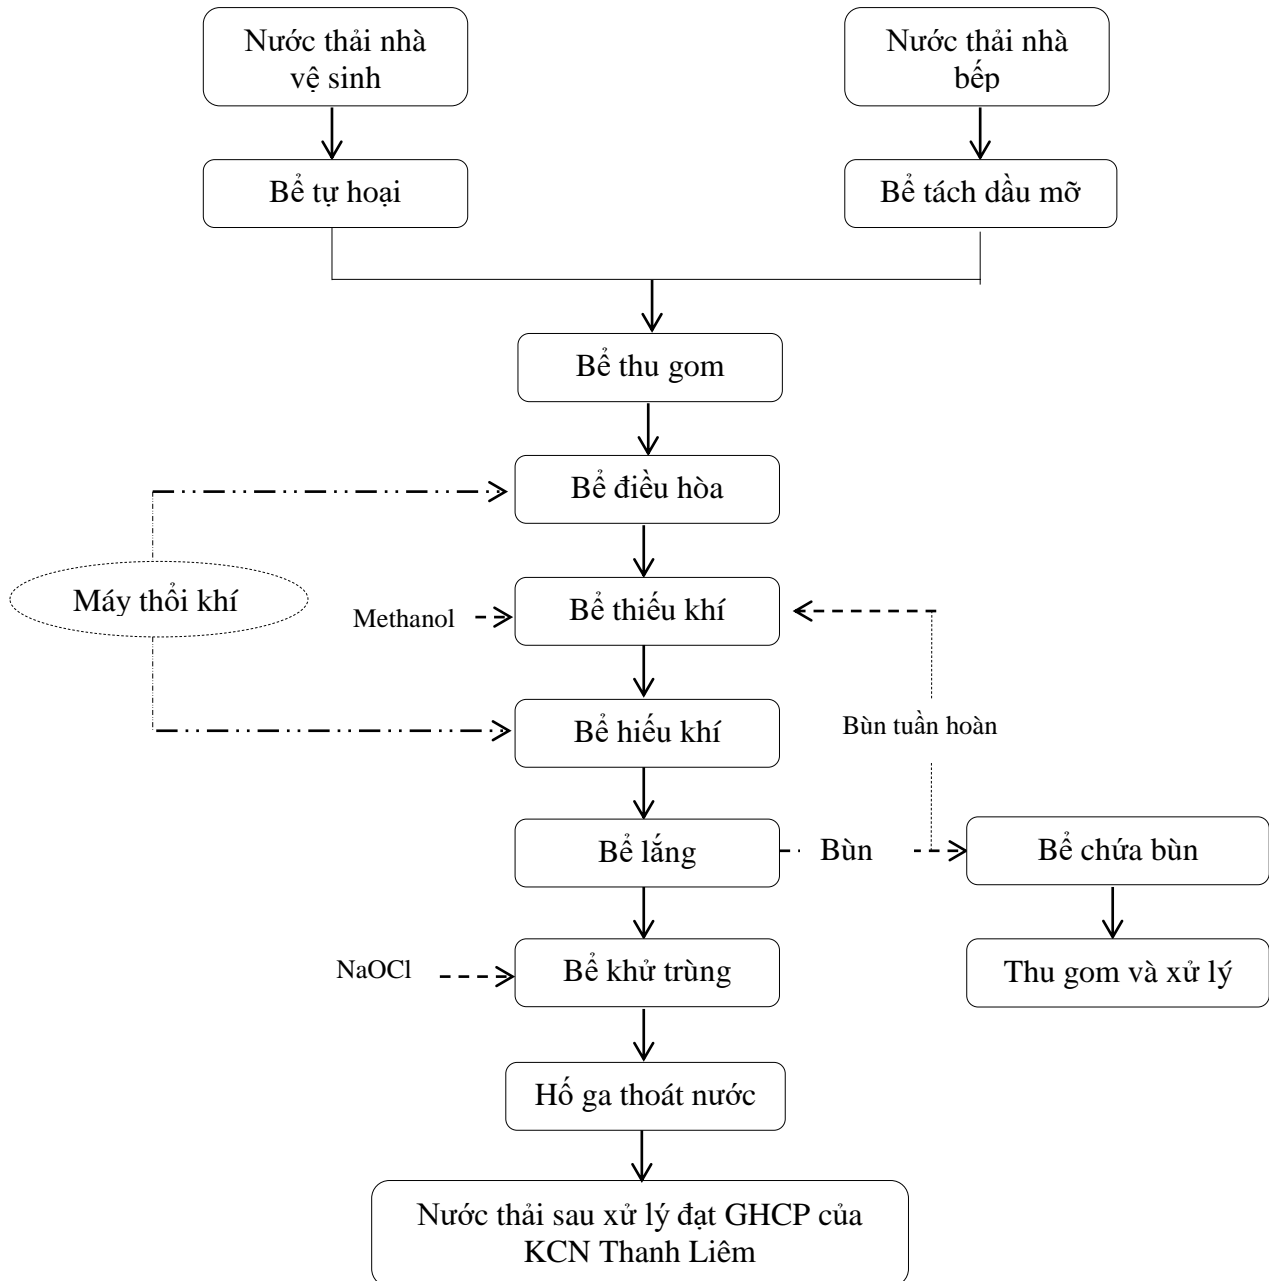 Nước thải nhà
vệ sinh
Nước thải nhà
bếp
Bể tự hoại
Bể tách dầu mỡ
Bể thu gom
Bể điều hòa
Máy thổi khí
Methanol
Bể thiếu khí
Bể hiếu khí
Bùn tuần hoàn
Bể lắng
Bùn
Bể chứa bùn
NaOCl
Bể khử trùng
Thu gom và xử lý
Hố ga thoát nước
Nước thải sau xử lý đạt GHCP của
KCN Thanh Liêm